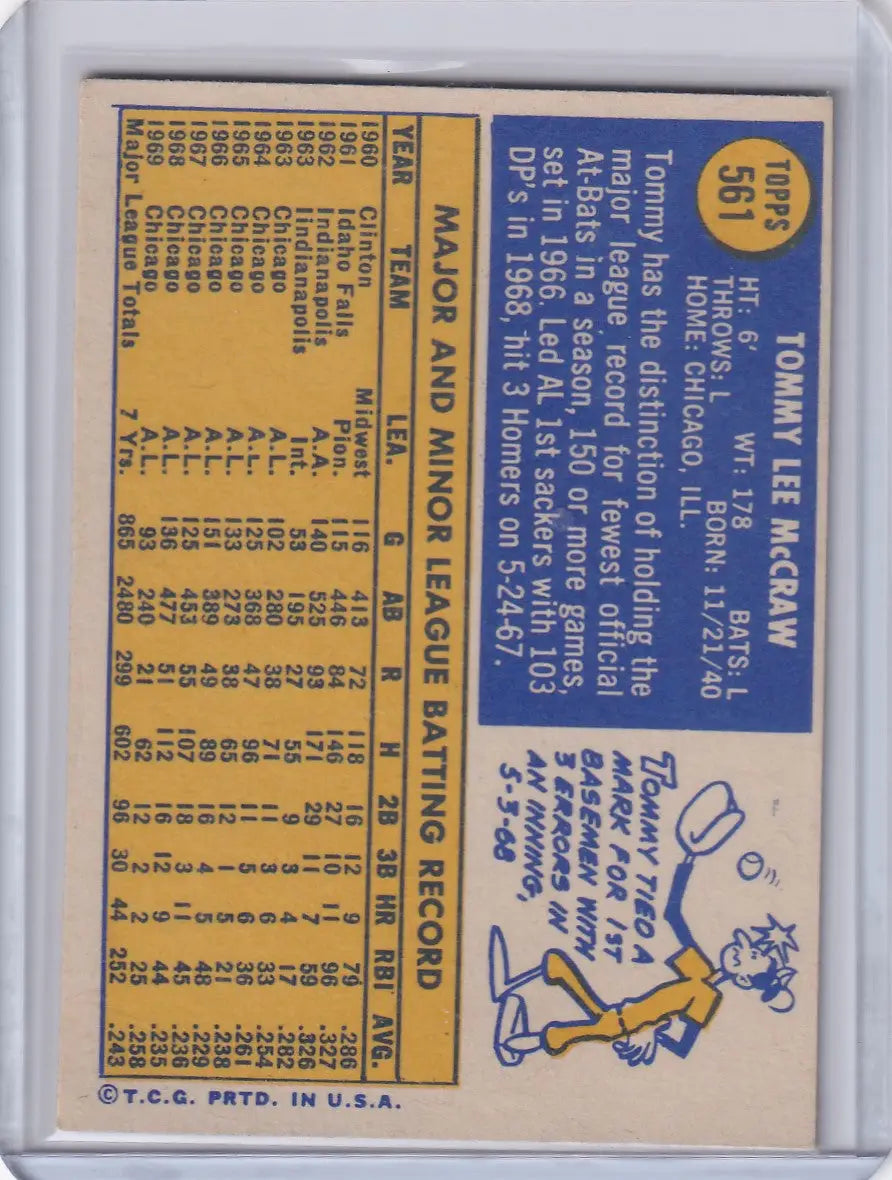 TOPPS
561
TOMMY LEE McCRAW
HT: 6' WT: 178 BATS: L
THROWS: L BORN: 11/21/40
HOME: CHICAGO, ILL.
Tommy has the distinction of holding the
major league record for fewest official
At-Bats in a season, 150 or more games,
set in 1966. Led AL 1st sackers with 103
DP's in 1968, hit 3 Homers on 5-24-67.
TOMMY TIED A
MARK FOR 1ST
BASEMEN WITH
3 ERRORS IN
AN INNING,
5-3-68
MAJOR AND MINOR LEAGUE BATTING RECORD
YEAR TEAM LEA. G AB R H 2B 3B HR RBI AVG.
1960 Clinton Midwest 116 413 72 118 16 12 9 79 .286
1961 Idaho Falls Pion. 115 446 84 146 27 10 11 96 .327
1962 Indianapolis A.A. 140 525 93 171 29 11 7 59 .326
1963 Iindianapolis Int. 53 195 27 55 9 3 4 17 .282
1963 Chicago A.L. 102 280 38 71 11 3 6 33 .254
1964 Chicago A.L. 125 368 47 96 11 5 6 36 .261
1965 Chicago A.L. 133 273 38 65 12 1 5 21 .238
1966 Chicago A.L. 151 389 49 89 16 4 5 48 .229
1967 Chicago A.L. 125 453 55 107 18 3 11 45 .236
1968 Chicago A.L. 136 477 51 112 16 12 9 44 .235
1969 Chicago A.L. 93 240 21 62 12 2 2 25 .258
Major League Totals 7 Yrs. 865 2480 299 602 96 30 44 252 .243
© T.C.G. PRTD. IN U.S.A.